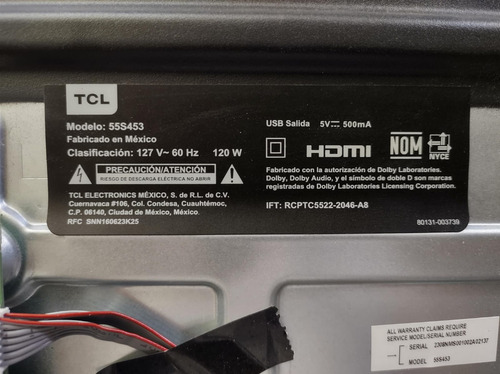 TCL
Modelo: 55S453
Fabricado en México
Clasificación: 127 V~ 60 Hz 120 W
PRECAUCIÓN/ATENCIÓN
RIESGO DE DESCARGA ELÉCTRICA NO ABRIR
TCL ELECTRONICS MÉXICO, S. de R.L. de C.V.
Cuernavaca #106, Col. Condesa, Cuauhtémoc,
C.P. 06140, Ciudad de México, México.
RFC SNN160623K25
USB Salida 5V⎓ 500mA
HDMI NOM NYCE
Fabricado con la autorización de Dolby Laboratories.
Dolby, Dolby Audio, y el símbolo de doble D son marcas
registradas de Dolby Laboratories Licensing Corporation.
IFT: RCPTC5522-2046-A8
80131-003739
ALL WARRANTY CLAIMS REQUIRE
SERVICE MODEL/SERIAL NUMBER
SERIAL 230BNMS001002A02137
MODEL 55S453